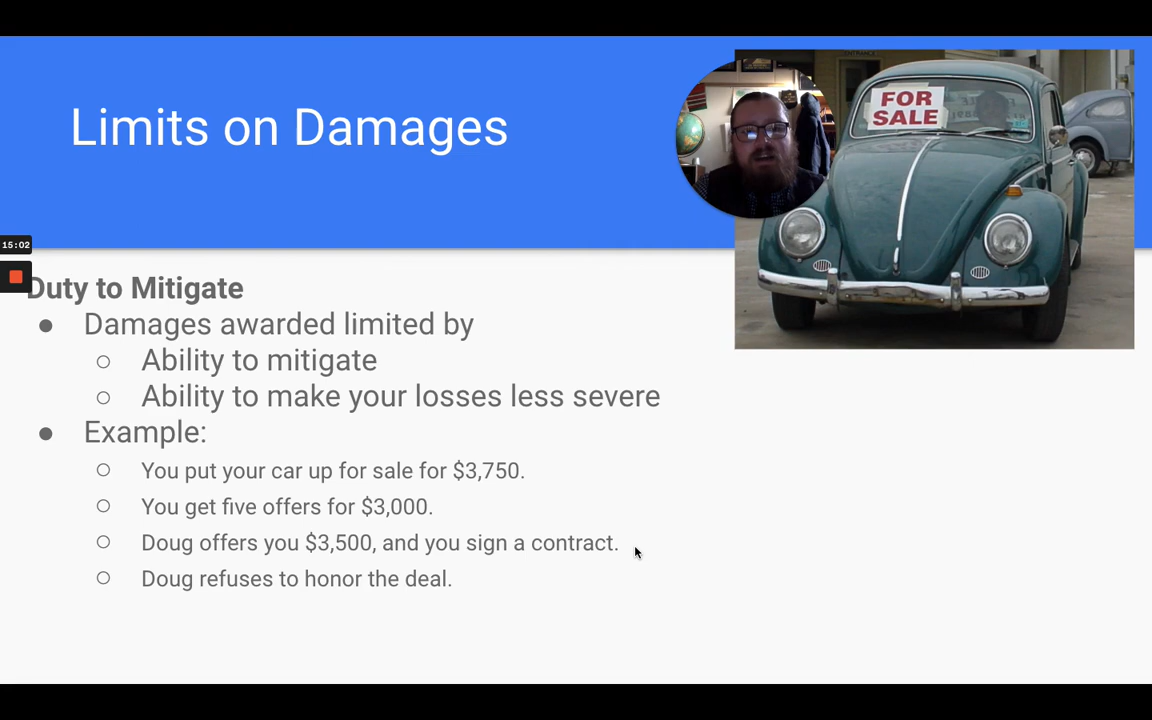 Limits on Damages
FOR
SALE
15:02
Duty to Mitigate
● Damages awarded limited by
○ Ability to mitigate
○ Ability to make your losses less severe
● Example:
○ You put your car up for sale for $3,750.
○ You get five offers for $3,000.
○ Doug offers you $3,500, and you sign a contract.
○ Doug refuses to honor the deal.